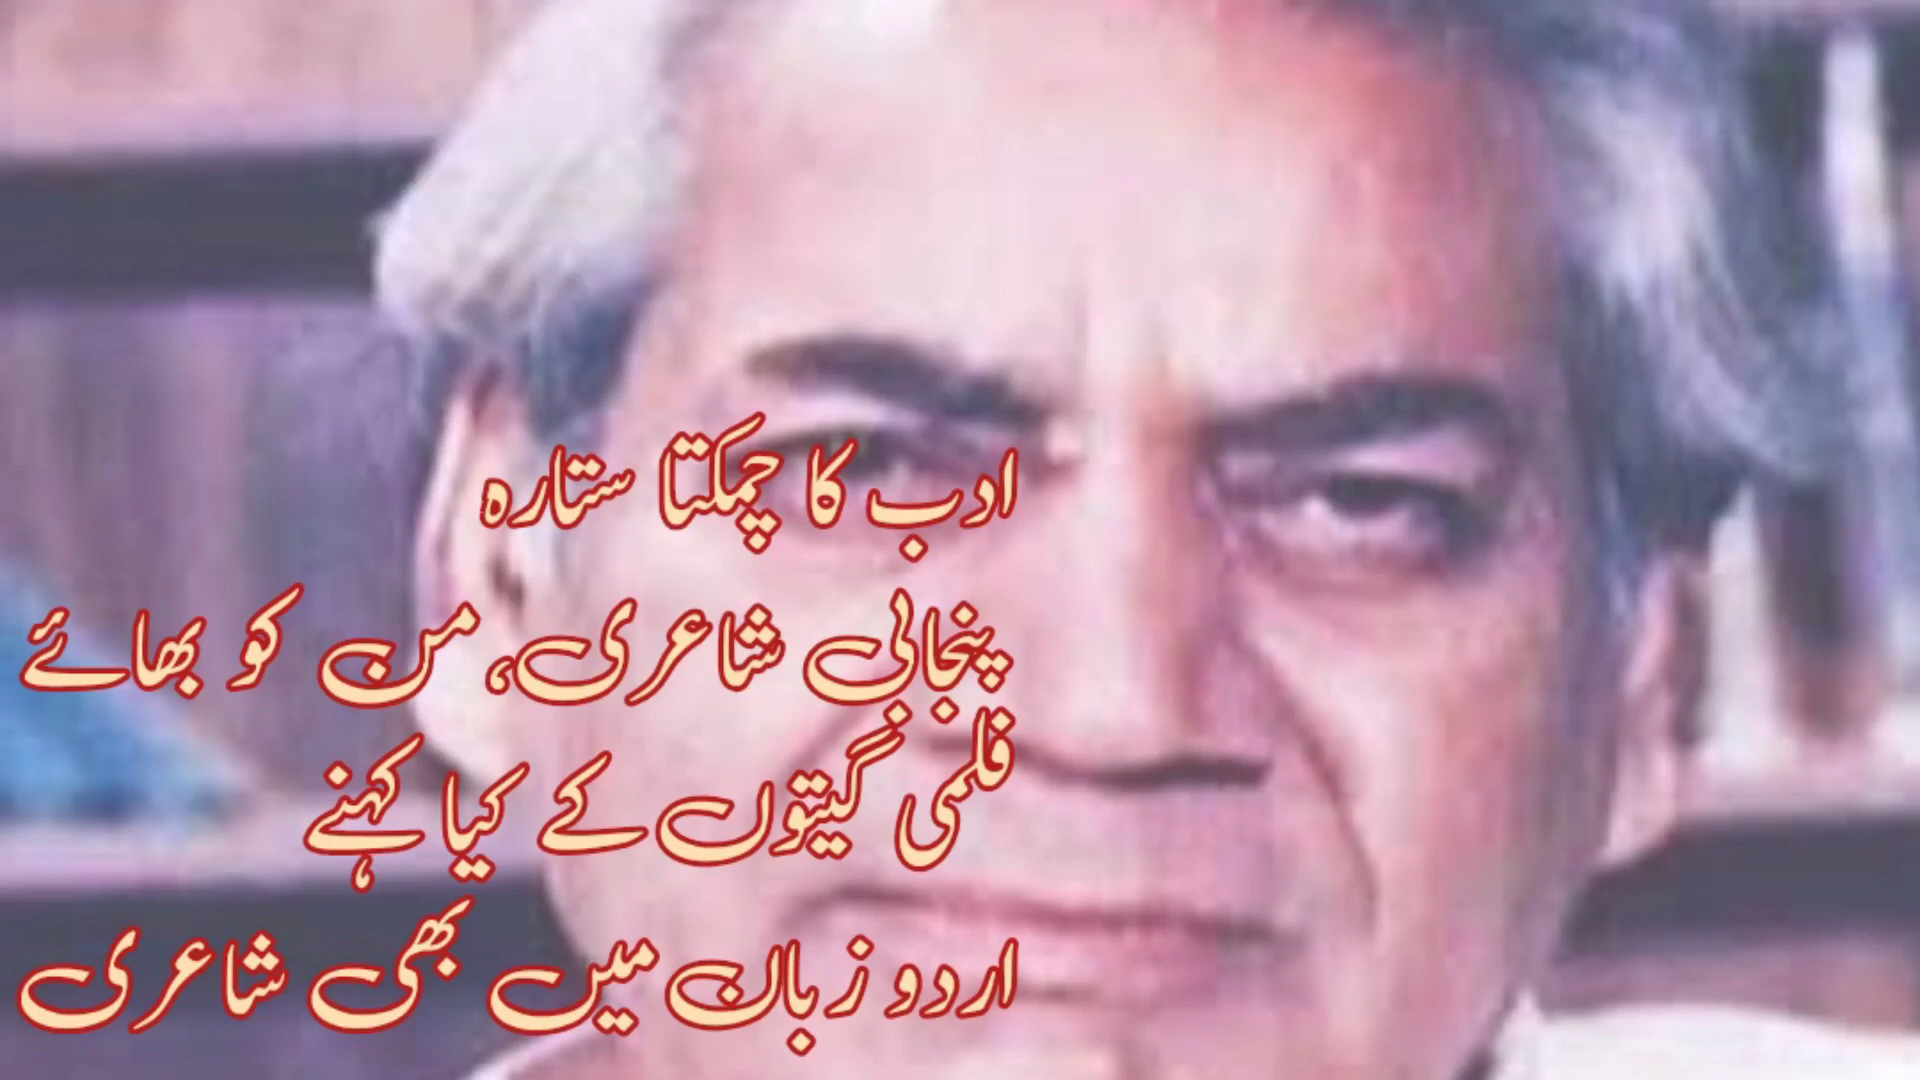 ادب کا چمکتا ستارہ
پنجابی شاعری، من کو بھائے
فلمی گیتوں کے کیا کہنے
اردو زبان میں بھی شاعری